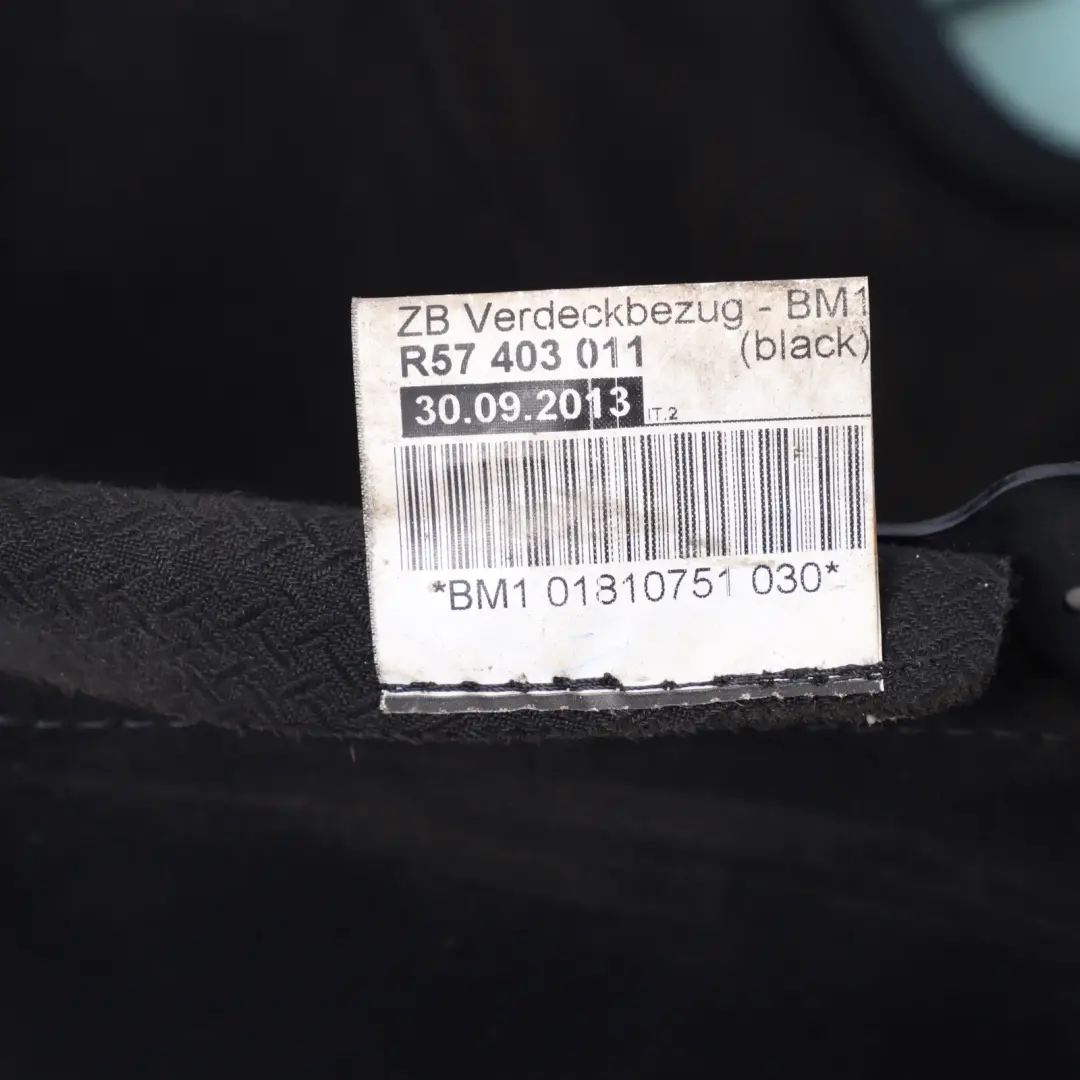 ZB Verdeckbezug - BM1
R57 403 011 (black)
30.09.2013 IT.2
*BM1 01810751 030*